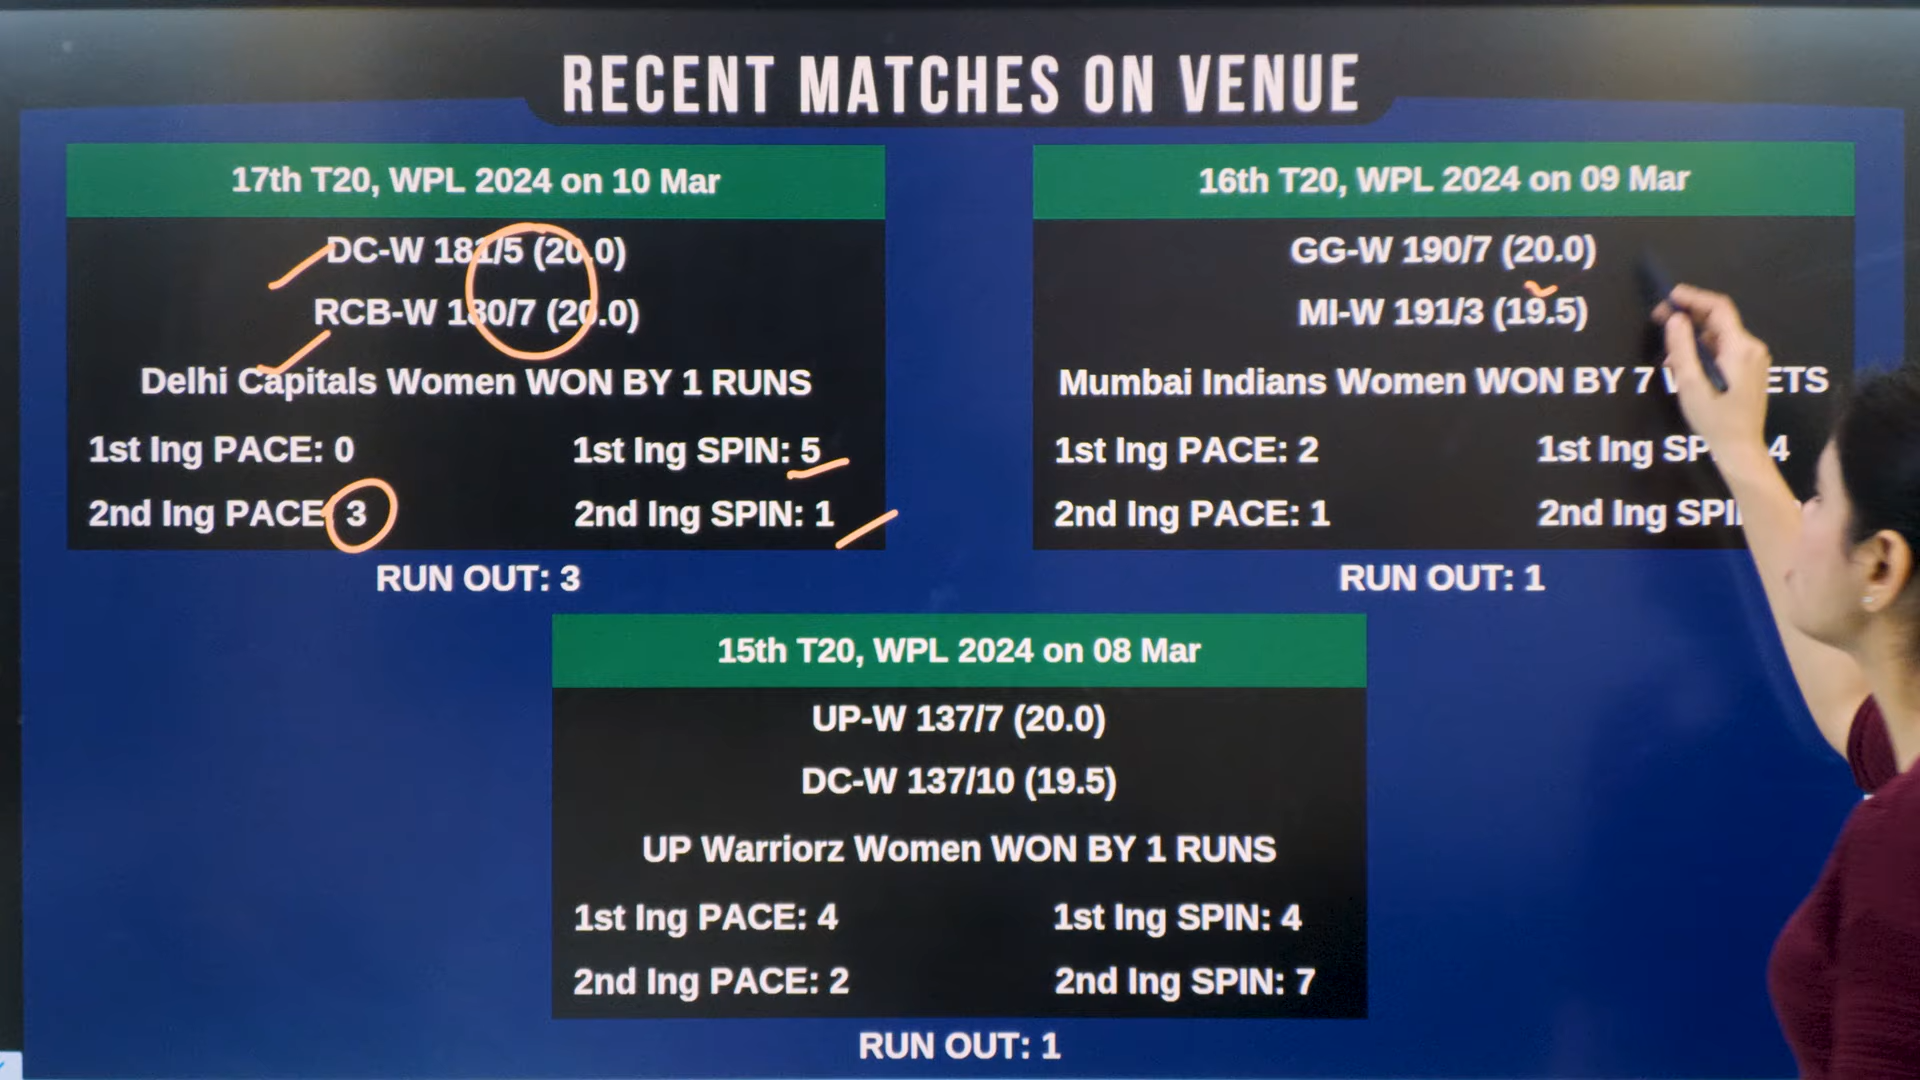 RECENT MATCHES ON VENUE
17th T20, WPL 2024 on 10 Mar
DC-W 181/5 (20.0)
RCB-W 180/7 (20.0)
Delhi Capitals Women WON BY 1 RUNS
1st Ing PACE: 0
1st Ing SPIN: 5
2nd Ing PACE: 3
2nd Ing SPIN: 1
RUN OUT: 3
16th T20, WPL 2024 on 09 Mar
GG-W 190/7 (20.0)
MI-W 191/3 (19.5)
Mumbai Indians Women WON BY 7
1st Ing PACE: 2
1st Ing 4
2nd Ing PACE: 1
2nd Ing
RUN OUT: 1
15th T20, WPL 2024 on 08 Mar
UP-W 137/7 (20.0)
DC-W 137/10 (19.5)
UP Warriorz Women WON BY 1 RUNS
1st Ing PACE: 4
1st Ing SPIN: 4
2nd Ing PACE: 2
2nd Ing SPIN: 7
RUN OUT: 1